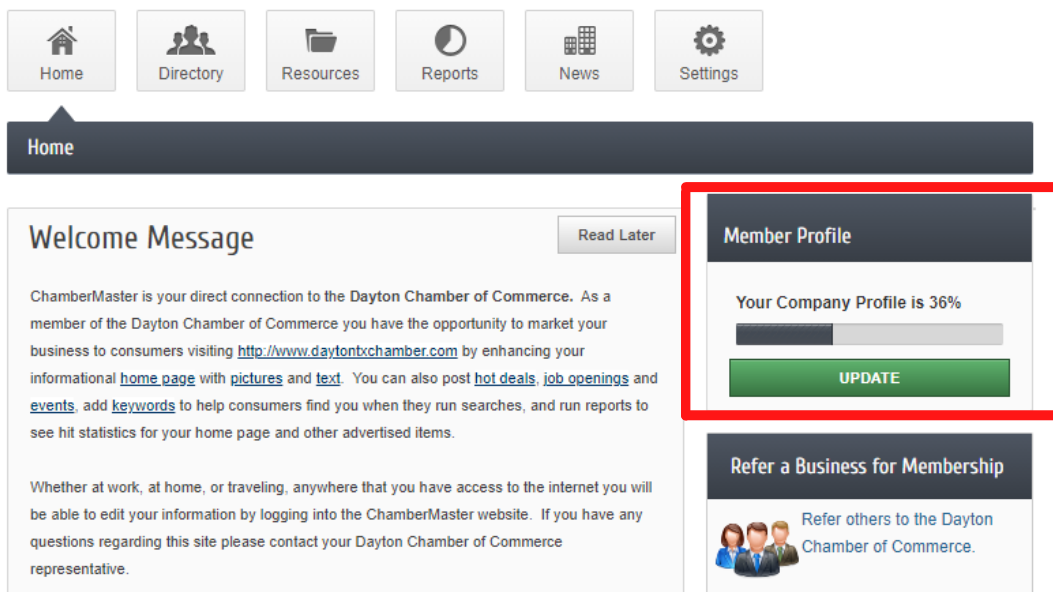 Home
Directory
Resources
Reports
News
Settings
Home
Welcome Message
Read Later
ChamberMaster is your direct connection to the Dayton Chamber of Commerce. As a
member of the Dayton Chamber of Commerce you have the opportunity to market your
business to consumers visiting http://www.daytontxchamber.com by enhancing your
informational home page with pictures and text. You can also post hot deals, job openings and
events, add keywords to help consumers find you when they run searches, and run reports to
see hit statistics for your home page and other advertised items.
Whether at work, at home, or traveling, anywhere that you have access to the internet you will
be able to edit your information by logging into the ChamberMaster website. If you have any
questions regarding this site please contact your Dayton Chamber of Commerce
representative.
Member Profile
Your Company Profile is 36%
UPDATE
Refer a Business for Membership
Refer others to the Dayton
Chamber of Commerce.